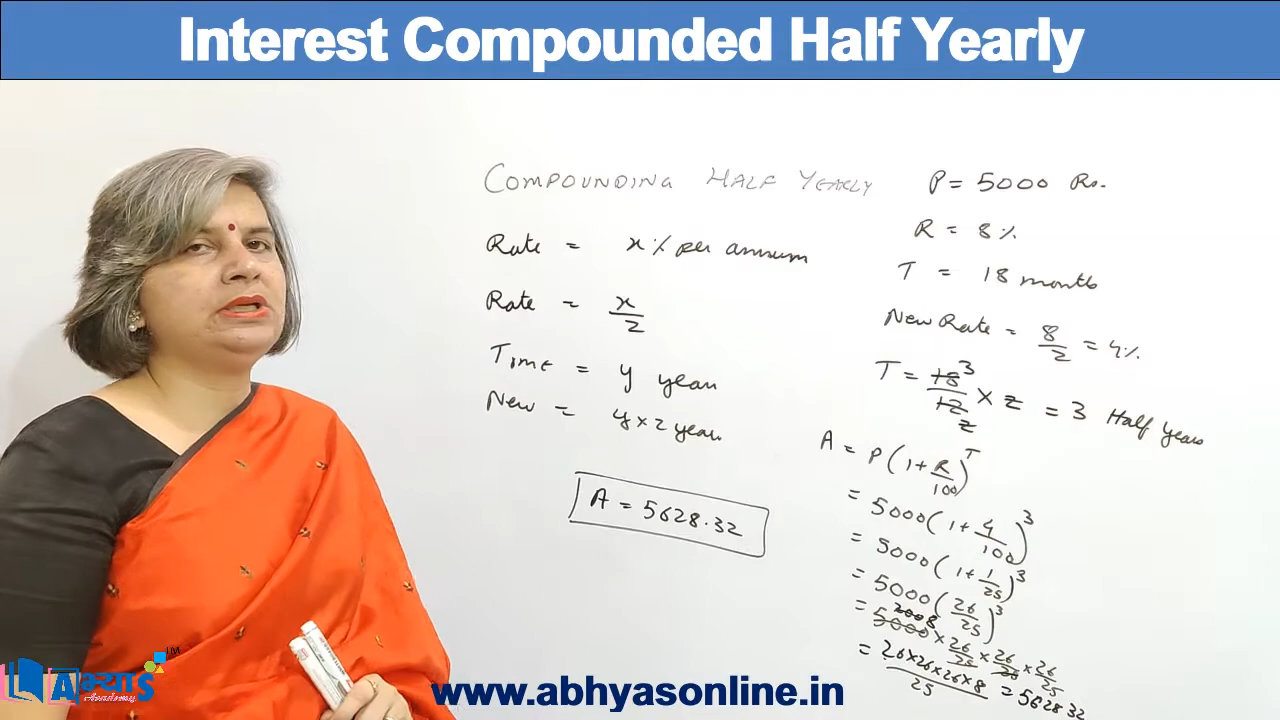 Interest Compounded Half Yearly
COMPOUNDING HALF YEARLY
Rate = x% per annum
Rate = x/2
Time = y years
New = y × 2 years
A = 5628.32
P = 5000 Rs.
R = 8%
T = 18 months
New Rate = 8/2 = 4%
T = 18/12 × 2 = 3 Half Years
A = P(1+R/100)^T
= 5000(1+4/100)^3
= 5000(1+1/25)^3
= 5000(26/25)^3
= 5000 × 26/25 × 26/25 × 26/25
= 26×26×26×8/25 = 5628.32
TM
www.abhyasonline.in